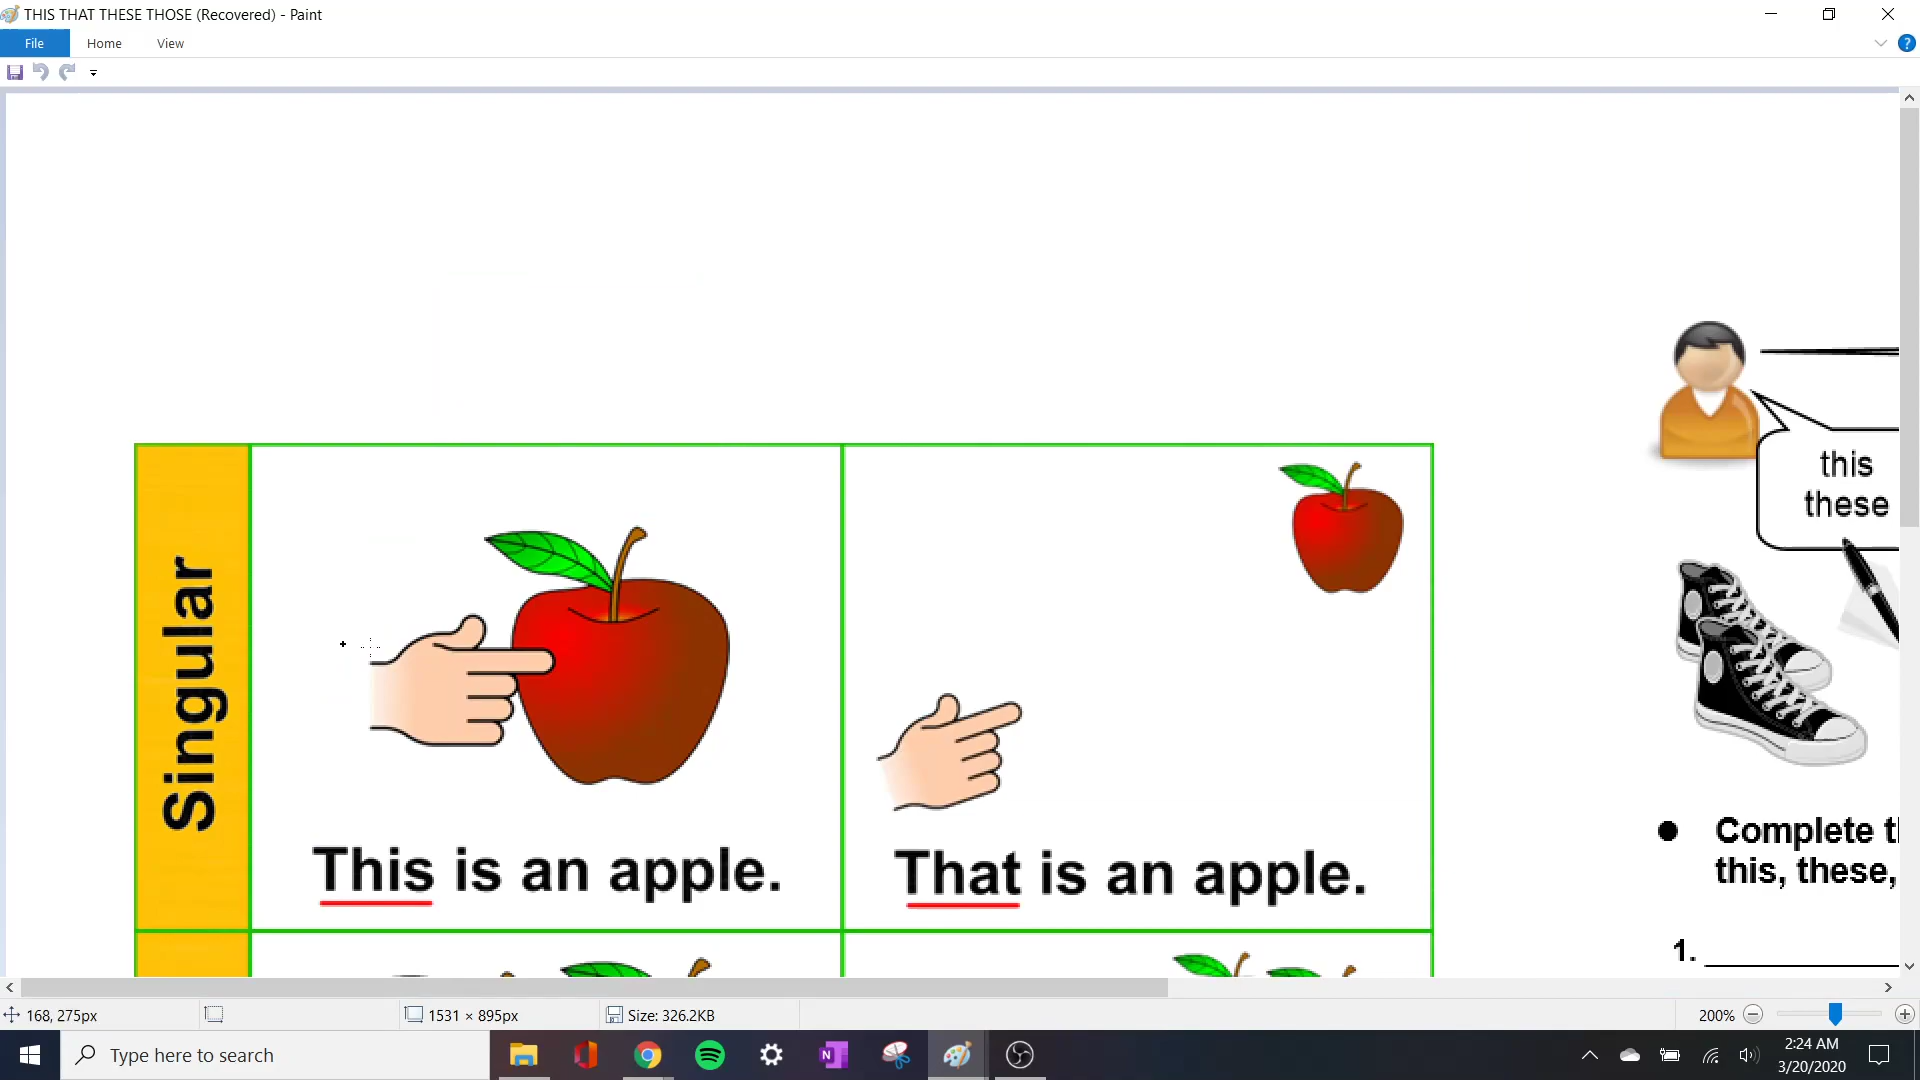 THIS THAT THESE THOSE (Recovered) - Paint
File Home View
?
this
these
Singular
This is an apple.
That is an apple.
Complete t
this, these,
1.
168, 275px
1531 × 895px
Size: 326.2KB
200%
Type here to search
2:24 AM
3/20/2020